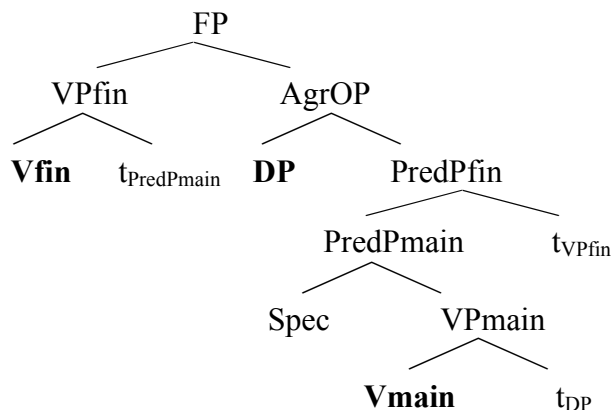 FP
VPfin AgrOP
Vfin tPredPmain DP PredPfin
PredPmain tVPfin
Spec VPmain
Vmain tDP